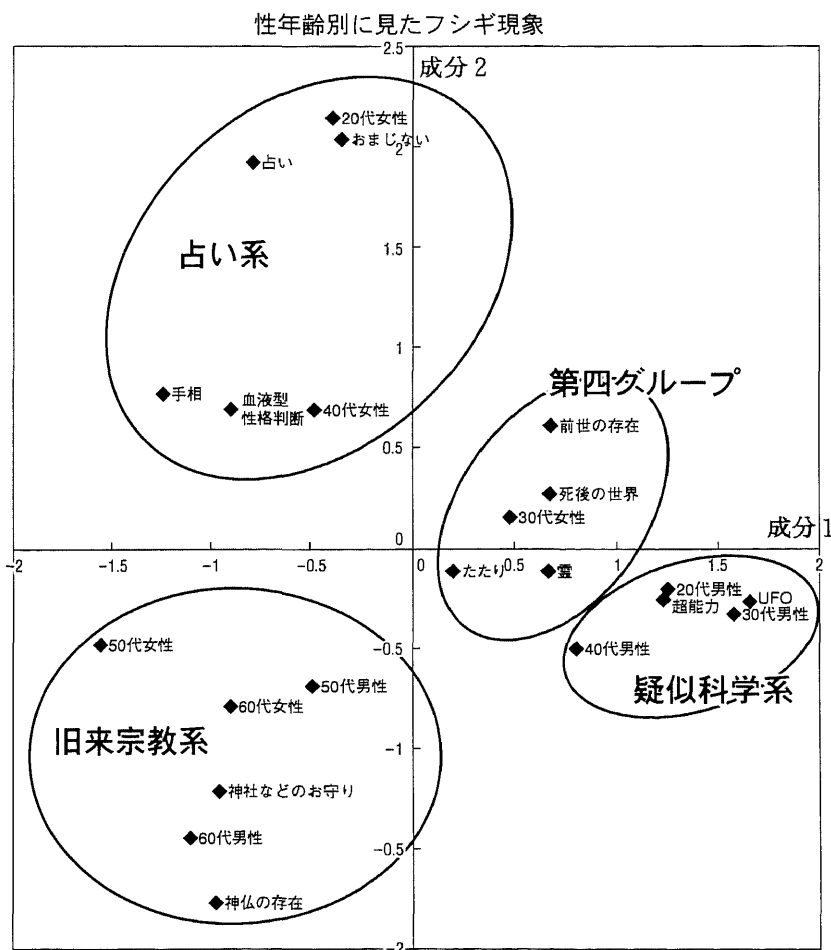 性年齢別に見たフシギ現象
2.5
成分2
20代女性
おまじない
2
占い
占い系
1.5
1
第四グループ
手相
血液型
性格判断
40代女性
前世の存在
0.5
死後の世界
30代女性
0
成分1
-2
-1.5
-1
-0.5
0
0.5
1
1.5
2
たたり
霊
20代男性
超能力
UFO
30代男性
50代女性
-0.5
40代男性
50代男性
疑似科学系
60代女性
旧来宗教系
-1
神社などのお守り
60代男性
-0.5
神仏の存在
-2